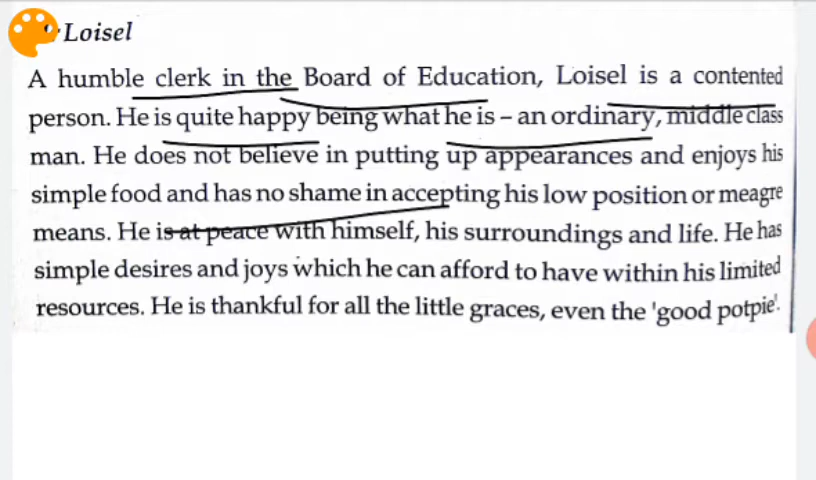 Loisel
A humble clerk in the Board of Education, Loisel is a contented
person. He is quite happy being what he is – an ordinary, middle class
man. He does not believe in putting up appearances and enjoys his
simple food and has no shame in accepting his low position or meagre
means. He is at peace with himself, his surroundings and life. He has
simple desires and joys which he can afford to have within his limited
resources. He is thankful for all the little graces, even the 'good potpie'.